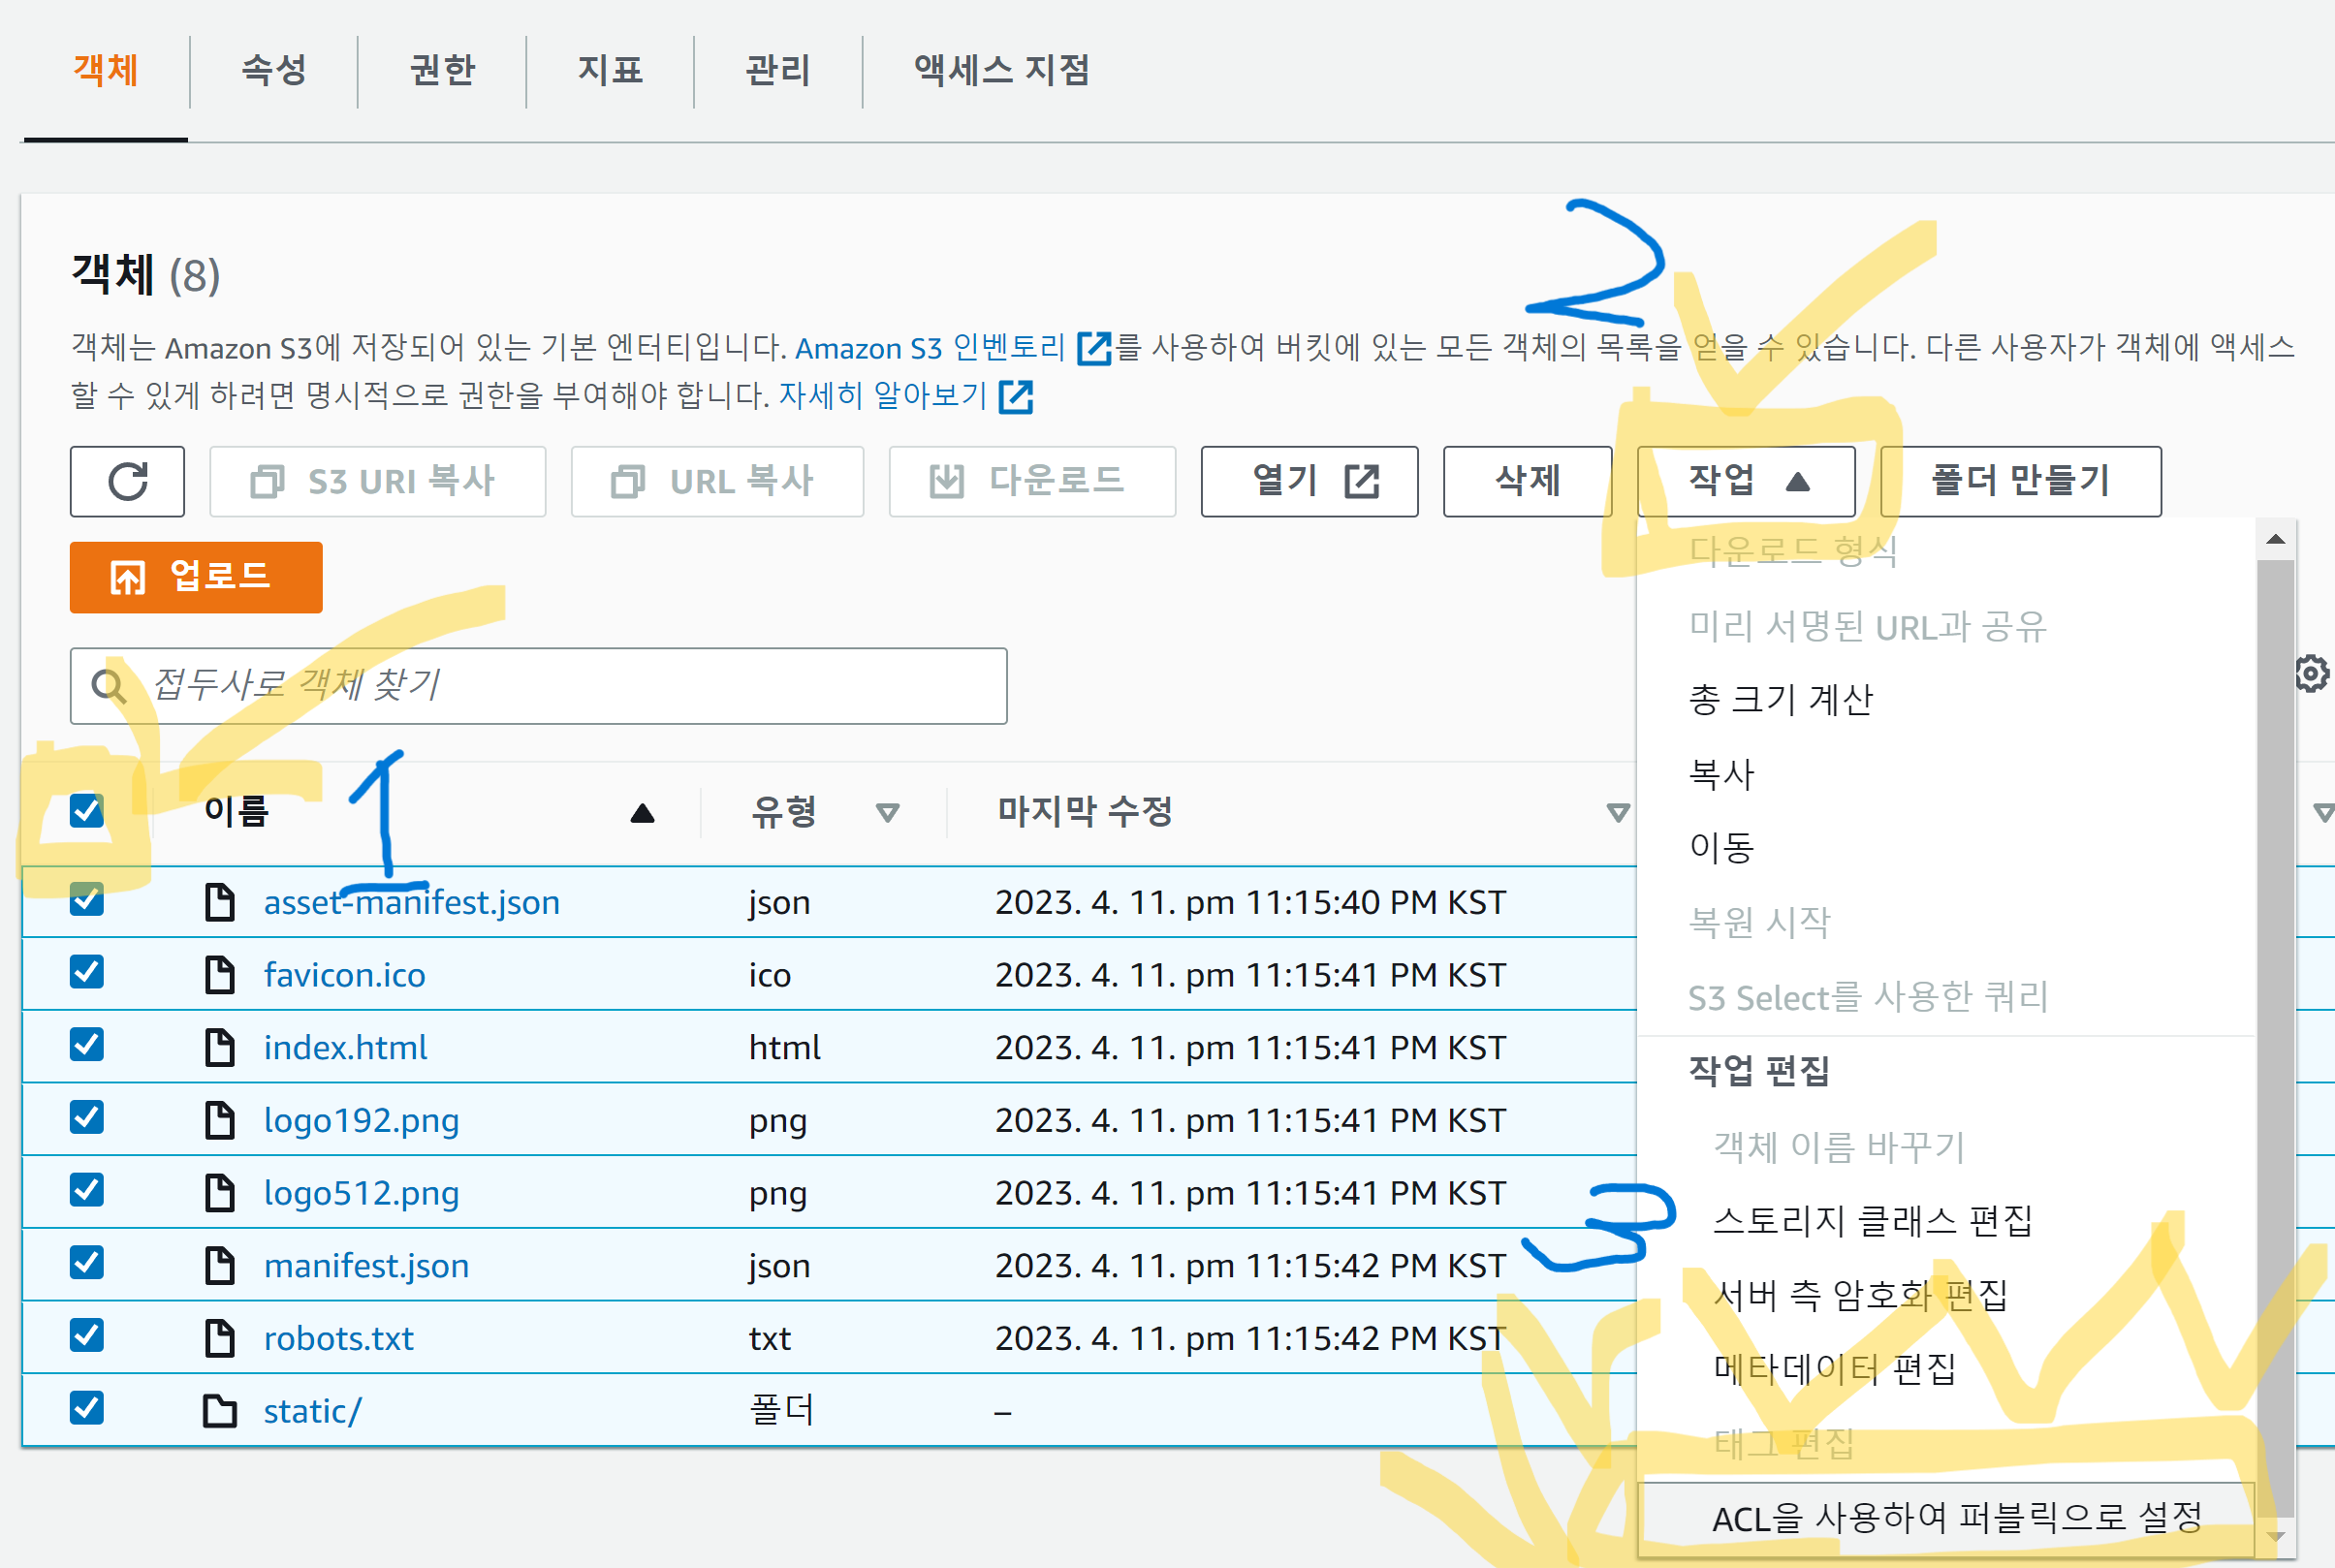 객체 속성 권한 지표 관리 액세스 지점
객체 (8)
객체는 Amazon S3에 저장되어 있는 기본 엔터티입니다. Amazon S3 인벤토리 를 사용하여 버킷에 있는 모든 객체의 목록을 얻을 수 있습니다. 다른 사용자가 객체에 액세스
할 수 있게 하려면 명시적으로 권한을 부여해야 합니다. 자세히 알아보기
2
S3 URI 복사 URL 복사 다운로드 열기 삭제 작업 폴더 만들기
업로드
접두사로 객체 찾기
1
이름 유형 마지막 수정
asset-manifest.json json 2023. 4. 11. pm 11:15:40 PM KST
favicon.ico ico 2023. 4. 11. pm 11:15:41 PM KST
index.html html 2023. 4. 11. pm 11:15:41 PM KST
logo192.png png 2023. 4. 11. pm 11:15:41 PM KST
logo512.png png 2023. 4. 11. pm 11:15:41 PM KST
manifest.json json 2023. 4. 11. pm 11:15:42 PM KST
robots.txt txt 2023. 4. 11. pm 11:15:42 PM KST
static/ 폴더 –
다운로드 형식
미리 서명된 URL과 공유
총 크기 계산
복사
이동
복원 시작
S3 Select를 사용한 쿼리
작업 편집
객체 이름 바꾸기
3
스토리지 클래스 편집
서버 측 암호화 편집
메타데이터 편집
태그 편집
ACL을 사용하여 퍼블릭으로 설정